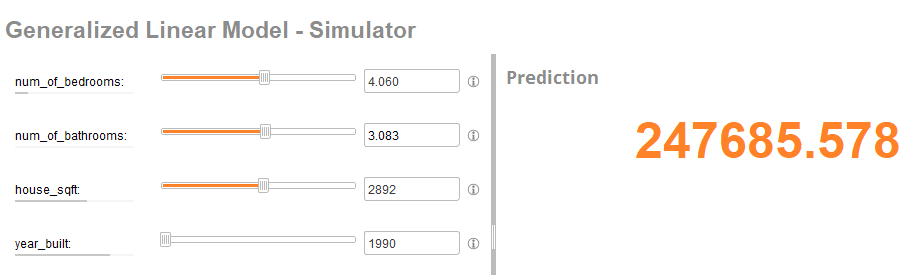 Generalized Linear Model - Simulator
num_of_bedrooms: 4.060
num_of_bathrooms: 3.083
house_sqft: 2892
year_built: 1990
Prediction
247685.578